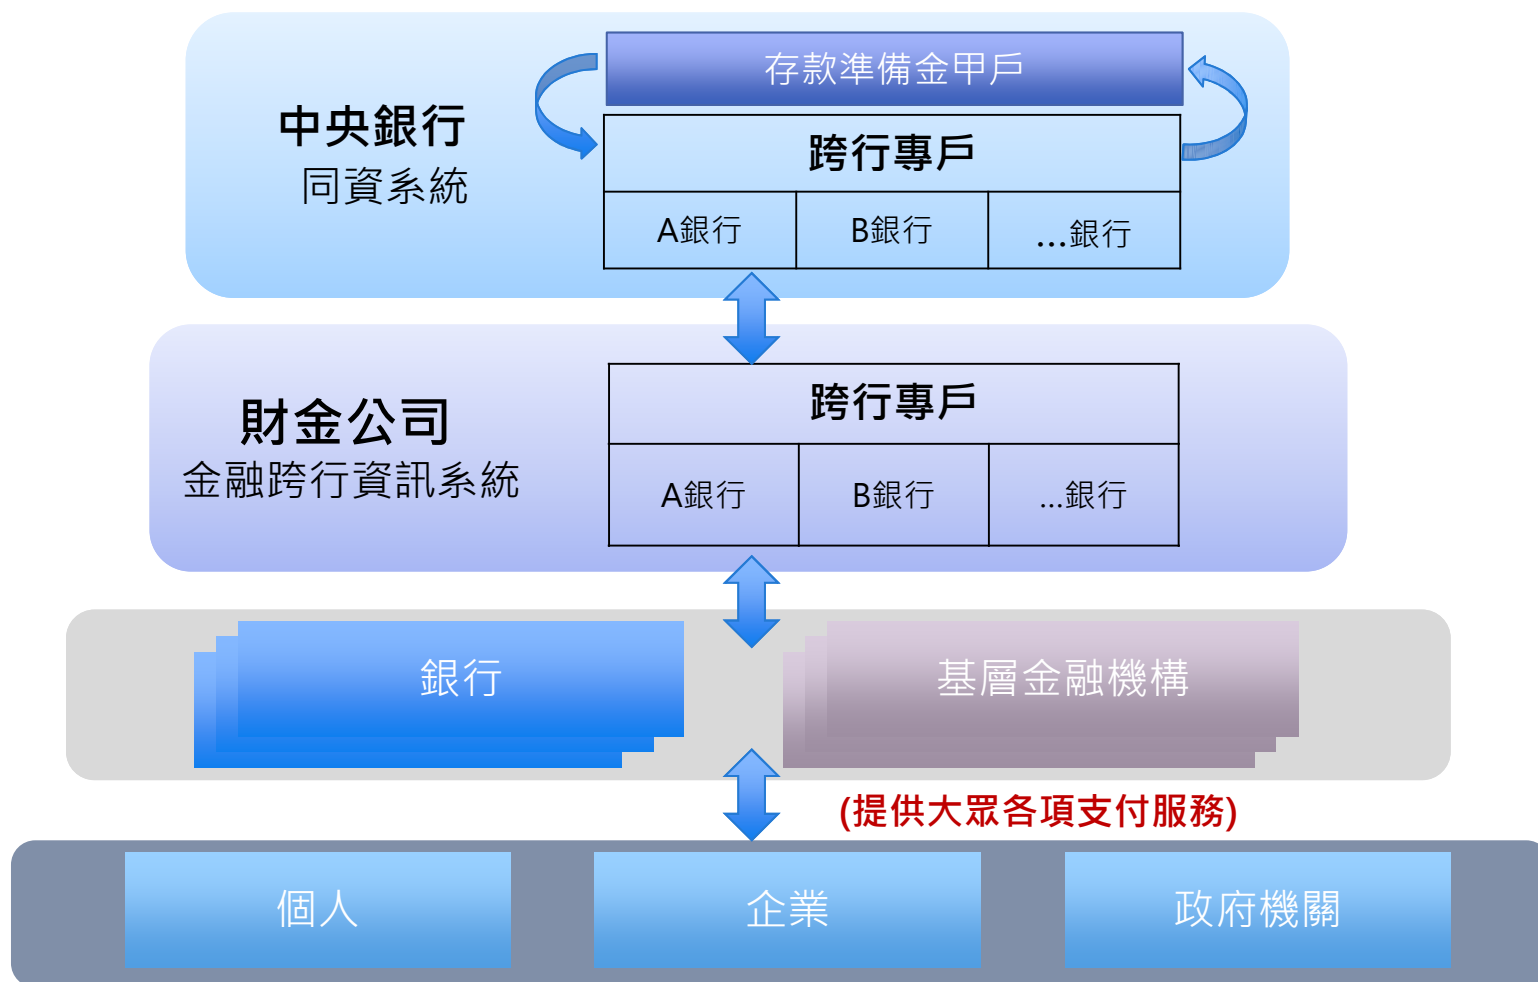 存款準備金甲戶
中央銀行
同資系統
跨行專戶
A銀行
B銀行
...銀行
財金公司
金融跨行資訊系統
跨行專戶
A銀行
B銀行
...銀行
銀行
基層金融機構
(提供大眾各項支付服務)
個人
企業
政府機關